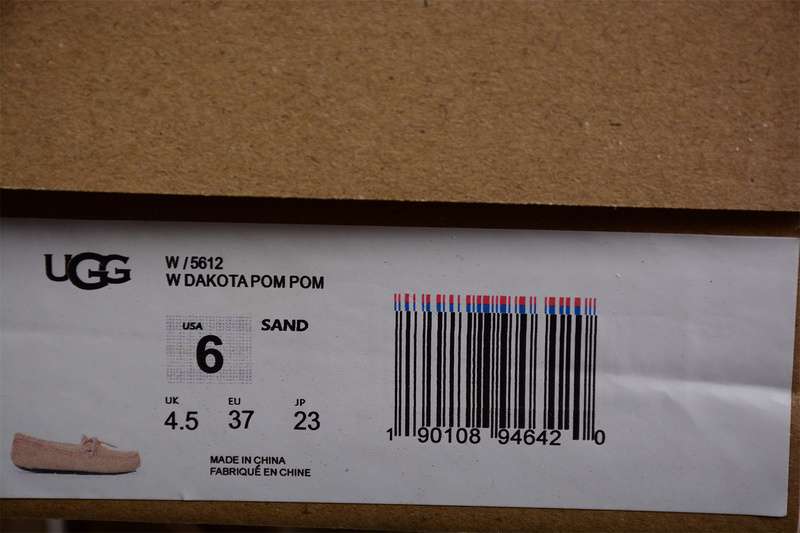 UGG
W / 5612
W DAKOTA POM POM
USA
6
SAND
UK EU JP
4.5 37 23
1 90108 94642 0
MADE IN CHINA
FABRIQUÉ EN CHINE